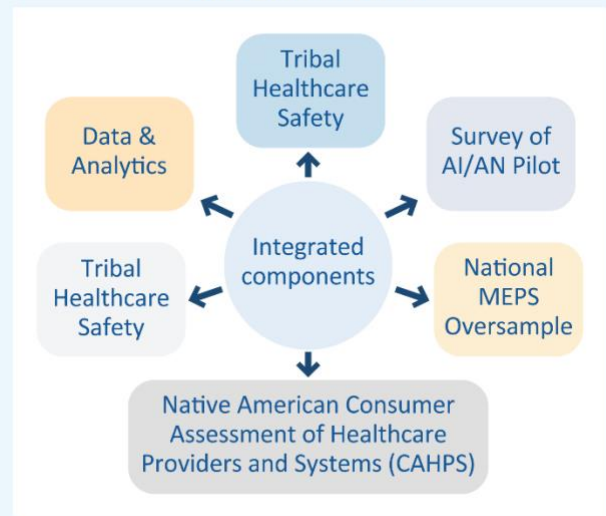 Tribal
Healthcare
Safety
Data &
Analytics
Survey of
AI/AN Pilot
Integrated
components
Tribal
Healthcare
Safety
National
MEPS
Oversample
Native American Consumer
Assessment of Healthcare
Providers and Systems (CAHPS)